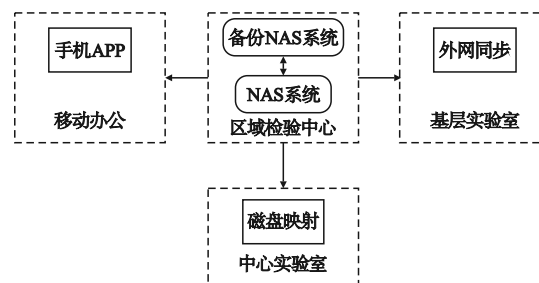 手机APP
移动办公
备份NAS系统
NAS系统
区域检验中心
外网同步
基层实验室
磁盘映射
中心实验室